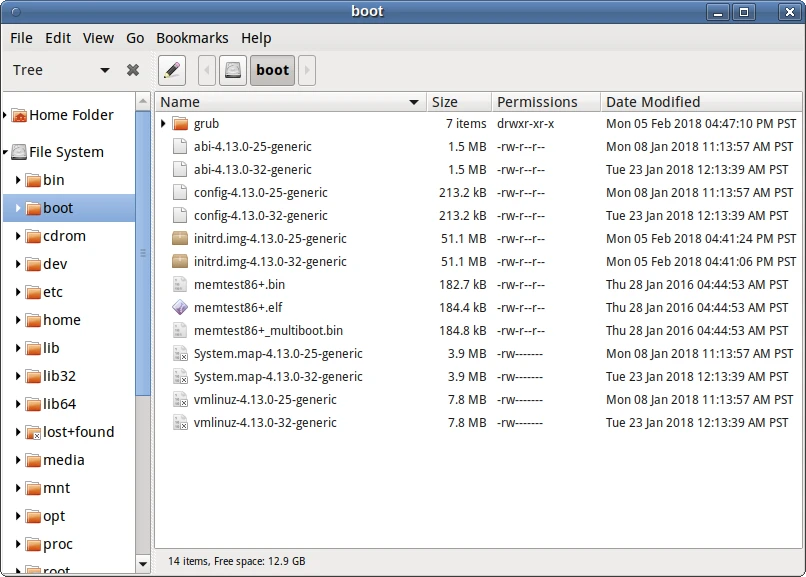 boot
File Edit View Go Bookmarks Help
Tree boot
Home Folder
File System
bin
boot
cdrom
dev
etc
home
lib
lib32
lib64
lost+found
media
mnt
opt
proc
root
Name Size Permissions Date Modified
grub 7 items drwxr-xr-x Mon 05 Feb 2018 04:47:10 PM PST
abi-4.13.0-25-generic 1.5 MB -rw-r--r-- Mon 08 Jan 2018 11:13:57 AM PST
abi-4.13.0-32-generic 1.5 MB -rw-r--r-- Tue 23 Jan 2018 12:13:39 AM PST
config-4.13.0-25-generic 213.2 kB -rw-r--r-- Mon 08 Jan 2018 11:13:57 AM PST
config-4.13.0-32-generic 213.2 kB -rw-r--r-- Tue 23 Jan 2018 12:13:39 AM PST
initrd.img-4.13.0-25-generic 51.1 MB -rw-r--r-- Mon 05 Feb 2018 04:41:24 PM PST
initrd.img-4.13.0-32-generic 51.1 MB -rw-r--r-- Mon 05 Feb 2018 04:41:06 PM PST
memtest86+.bin 182.7 kB -rw-r--r-- Thu 28 Jan 2016 04:44:53 AM PST
memtest86+.elf 184.4 kB -rw-r--r-- Thu 28 Jan 2016 04:44:53 AM PST
memtest86+_multiboot.bin 184.8 kB -rw-r--r-- Thu 28 Jan 2016 04:44:53 AM PST
System.map-4.13.0-25-generic 3.9 MB -rw------- Mon 08 Jan 2018 11:13:57 AM PST
System.map-4.13.0-32-generic 3.9 MB -rw------- Tue 23 Jan 2018 12:13:39 AM PST
vmlinuz-4.13.0-25-generic 7.8 MB -rw------- Mon 08 Jan 2018 11:13:57 AM PST
vmlinuz-4.13.0-32-generic 7.8 MB -rw------- Tue 23 Jan 2018 12:13:39 AM PST
14 items, Free space: 12.9 GB